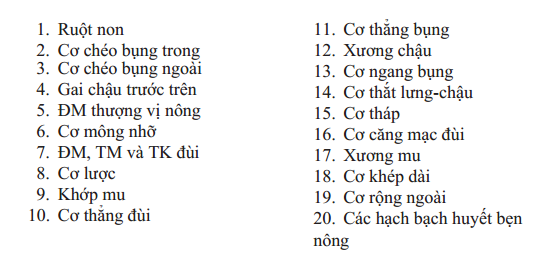 1. Ruột non
2. Cơ chéo bụng trong
3. Cơ chéo bụng ngoài
4. Gai chậu trước trên
5. ĐM thượng vị nông
6. Cơ mông nhỡ
7. ĐM, TM và TK đùi
8. Cơ lược
9. Khớp mu
10. Cơ thẳng đùi
11. Cơ thẳng bụng
12. Xương chậu
13. Cơ ngang bụng
14. Cơ thắt lưng-chậu
15. Cơ tháp
16. Cơ căng mạc đùi
17. Xương mu
18. Cơ khép dài
19. Cơ rộng ngoài
20. Các hạch bạch huyết bẹn
nông